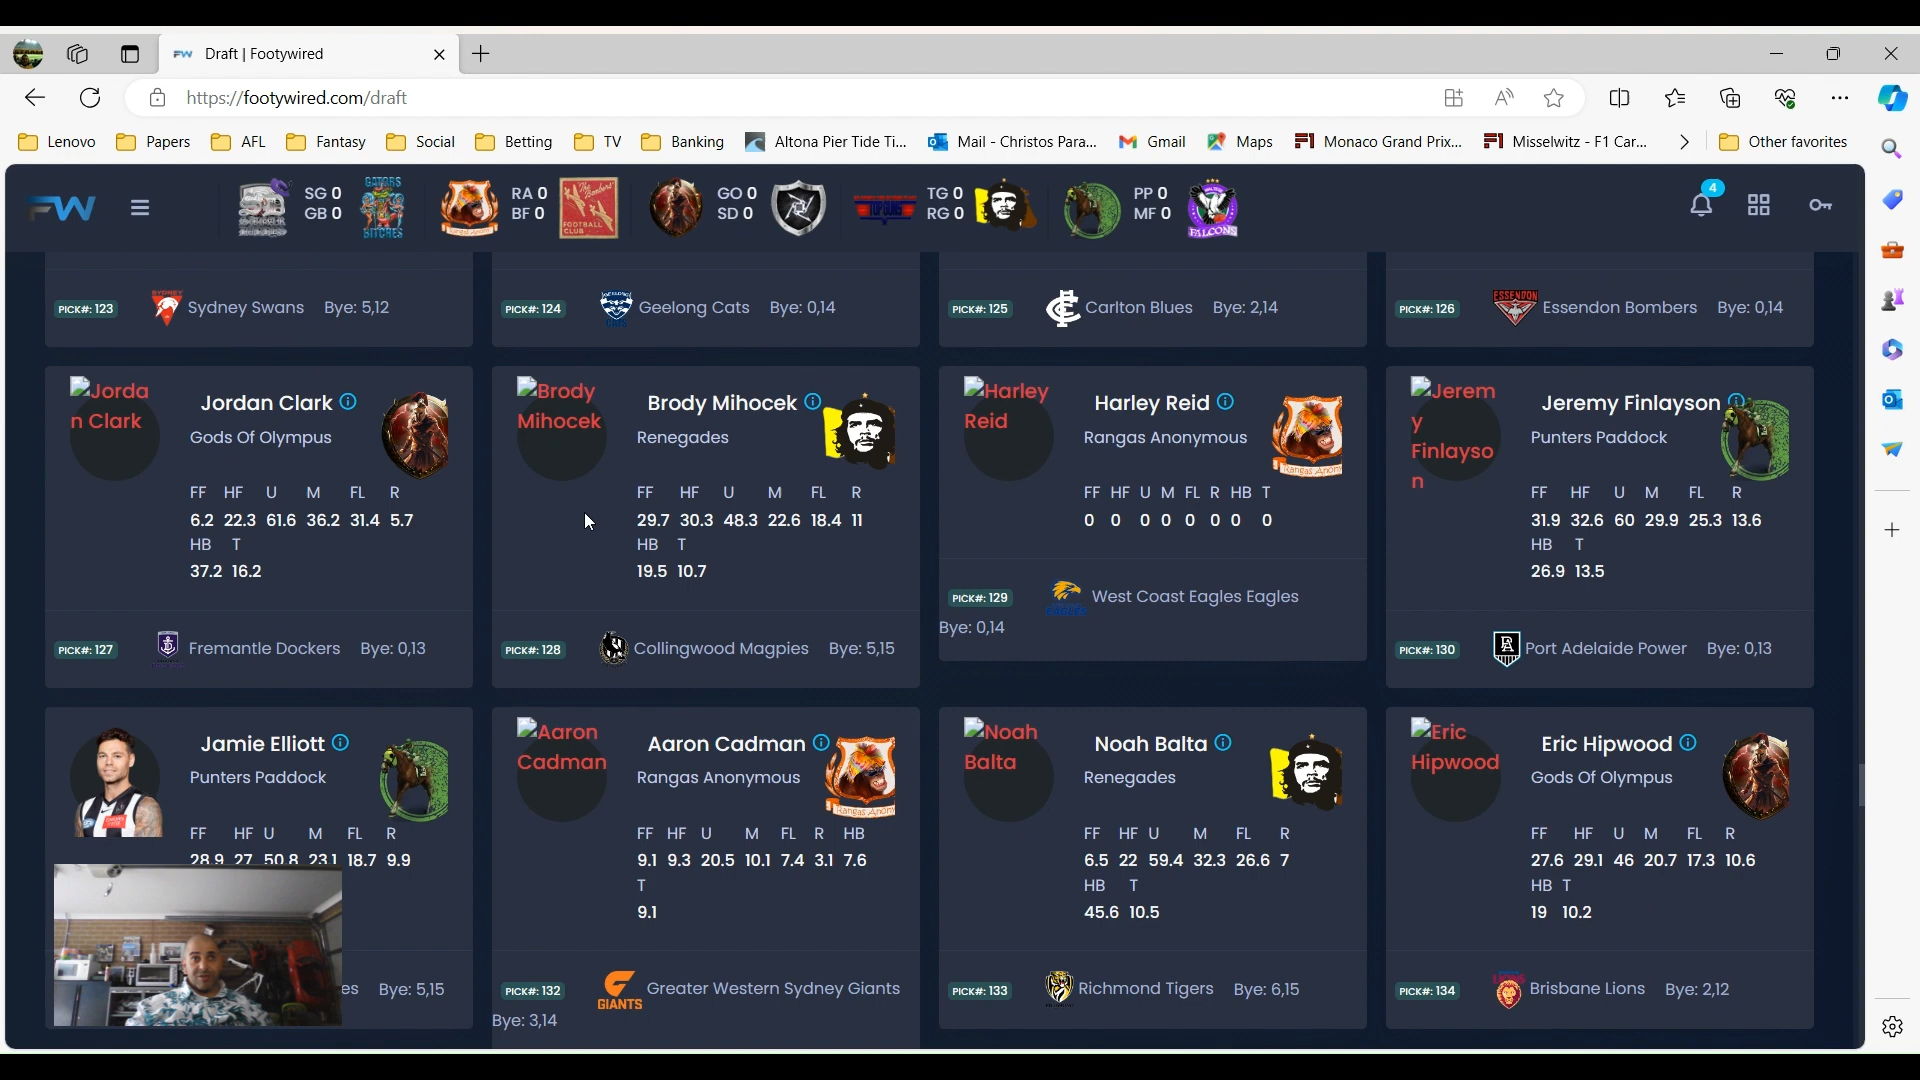 Draft | Footywired
https://footywired.com/draft
Lenovo Papers AFL Fantasy Social Betting TV Banking Altona Pier Tide Ti... Mail - Christos Para... Gmail Maps Monaco Grand Prix... Misselwitz - F1 Car... Other favorites
FW
SG 0
GB 0
GATORS
BITCHES
RA 0
BF 0
FOOTBALL
CLUB
GO 0
SD 0
TOPGUNS
TG 0
RG 0
PP 0
MF 0
FALCONS
4
PICK#: 123 Sydney Swans Bye: 5,12
PICK#: 124 Geelong Cats Bye: 0,14
PICK#: 125 Carlton Blues Bye: 2,14
PICK#: 126 Essendon Bombers Bye: 0,14
Jordan Clark
Jordan Clark
Gods Of Olympus
FF HF U M FL R
6.2 22.3 61.6 36.2 31.4 5.7
HB T
37.2 16.2
PICK#: 127 Fremantle Dockers Bye: 0,13
Brody
Mihocek
Brody Mihocek
Renegades
FF HF U M FL R
29.7 30.3 48.3 22.6 18.4 11
HB T
19.5 10.7
PICK#: 128 Collingwood Magpies Bye: 5,15
Harley
Reid
Harley Reid
Rangas Anonymous
FF HF U M FL R HB T
0 0 0 0 0 0 0 0
PICK#: 129 West Coast Eagles Eagles
Bye: 0,14
Jerem
y
Finlayso
n
Jeremy Finlayson
Punters Paddock
FF HF U M FL R
31.9 32.6 60 29.9 25.3 13.6
HB T
26.9 13.5
PICK#: 130 Port Adelaide Power Bye: 0,13
Jamie Elliott
Punters Paddock
FF HF U M FL R
28.9 27 50.8 23.1 18.7 9.9
es Bye: 5,15
Aaron
Cadman
Aaron Cadman
Rangas Anonymous
FF HF U M FL R HB
9.1 9.3 20.5 10.1 7.4 3.1 7.6
T
9.1
PICK#: 132 Greater Western Sydney Giants
Bye: 3,14
Noah
Balta
Noah Balta
Renegades
FF HF U M FL R
6.5 22 59.4 32.3 26.6 7
HB T
45.6 10.5
PICK#: 133 Richmond Tigers Bye: 6,15
Eric
Hipwood
Eric Hipwood
Gods Of Olympus
FF HF U M FL R
27.6 29.1 46 20.7 17.3 10.6
HB T
19 10.2
PICK#: 134 Brisbane Lions Bye: 2,12